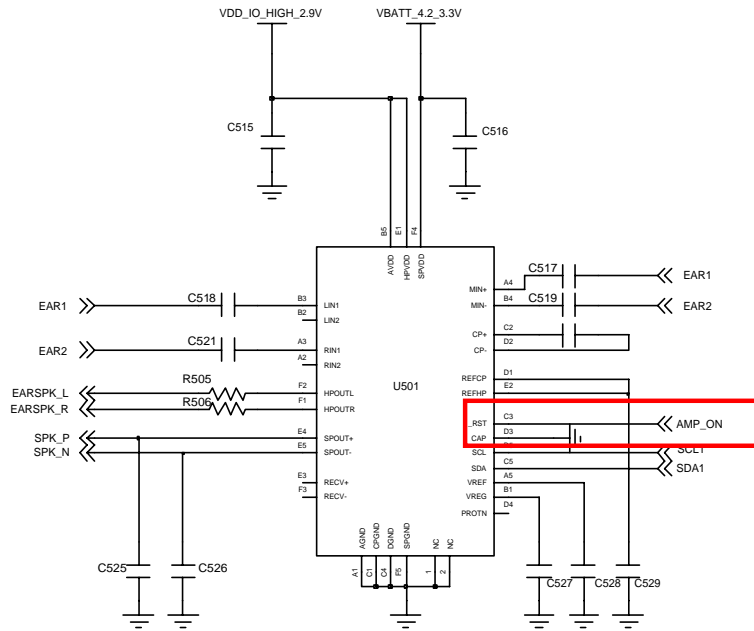 VDD_IO_HIGH_2.9V
VBATT_4.2_3.3V
C515
C516
B5
E1
F4
AVDD
HPVDD
SPVDD
EAR1
C518
B3
LIN1
B2
LIN2
EAR2
C521
A3
RIN1
A2
RIN2
EARSPK_L
R505
F2
HPOUTL
EARSPK_R
R506
F1
HPOUTR
SPK_P
E4
SPOUT+
SPK_N
E5
SPOUT-
E3
RECV+
F3
RECV-
U501
MIN+
A4
C517
EAR1
MIN-
B4
C519
EAR2
CP+
C2
CP-
D2
REFCP
D1
REFHP
E2
_RST
C3
AMP_ON
CAP
D3
SCL
SCL1
SDA
C5
SDA1
VREF
A5
VREG
B1
PROTN
D4
AGND
CPGND
DGND
SPGND
NC
NC
A1
C1
C4
F5
1
2
C525
C526
C527
C528
C529